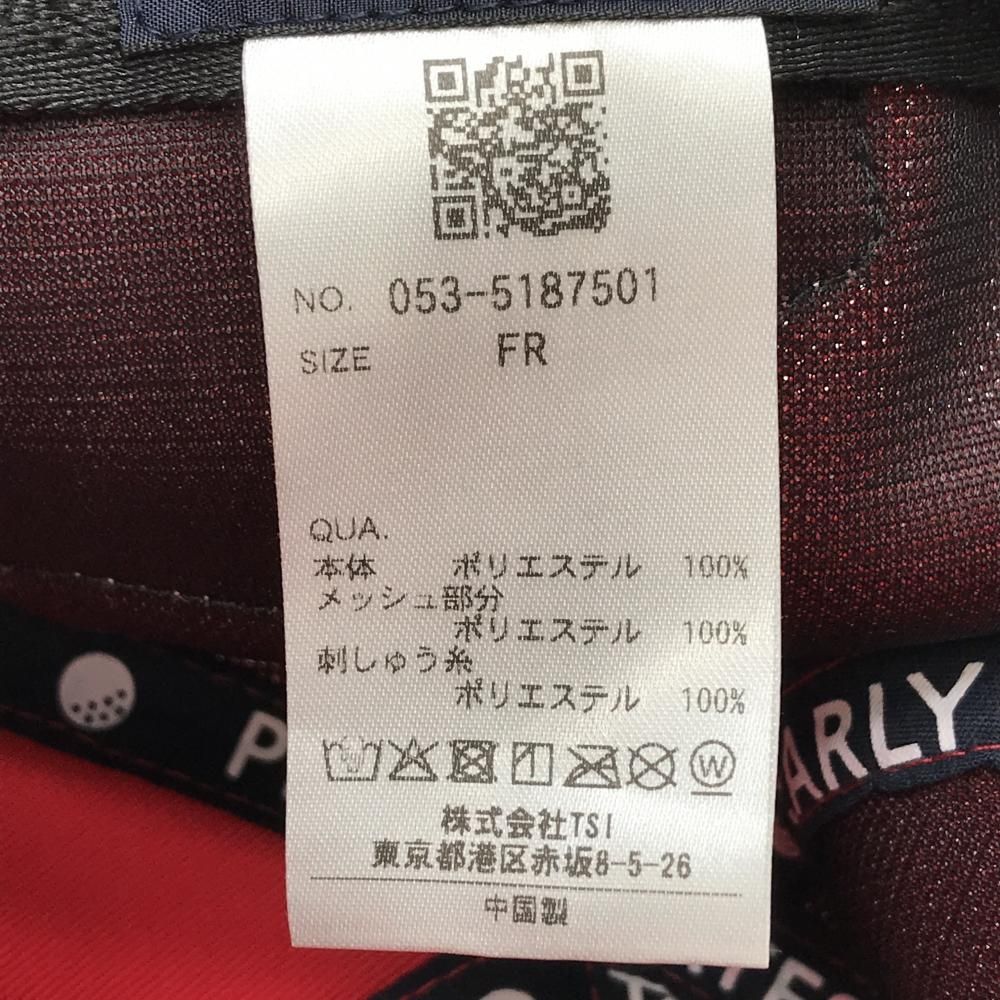 NO. 053-5187501
SIZE FR
QUA.
本体 ポリエステル 100%
メッシュ部分
ポリエステル 100%
刺しゅう糸
ポリエステル 100%
W
株式会社TSI
東京都港区赤坂8-5-26
中国製
P
ARLY